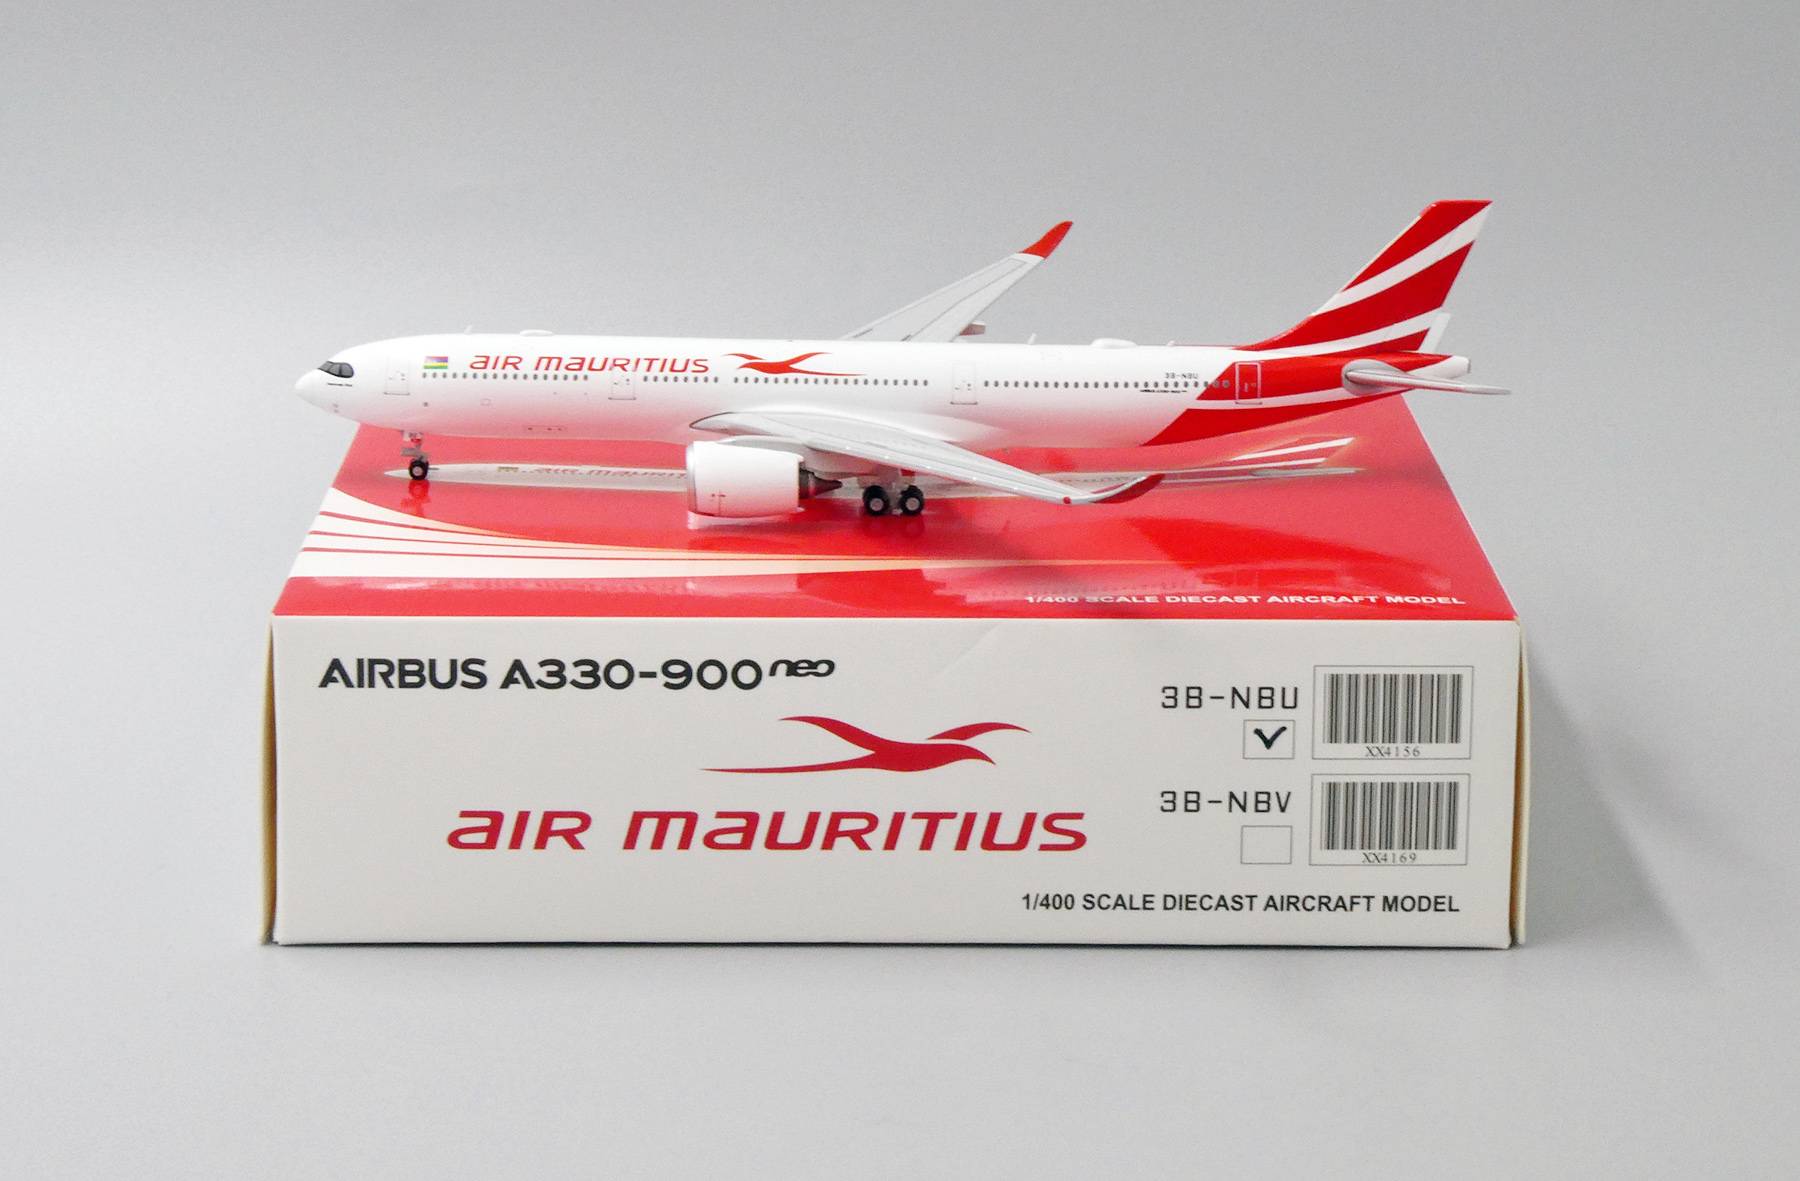 AIR MAURITIUS
3B-NBU
1/400 SCALE DIECAST AIRCRAFT MODEL
AIRBUS A330-900neo
AIR MAURITIUS
3B-NBU
XX4156
3B-NBV
XX4169
1/400 SCALE DIECAST AIRCRAFT MODEL